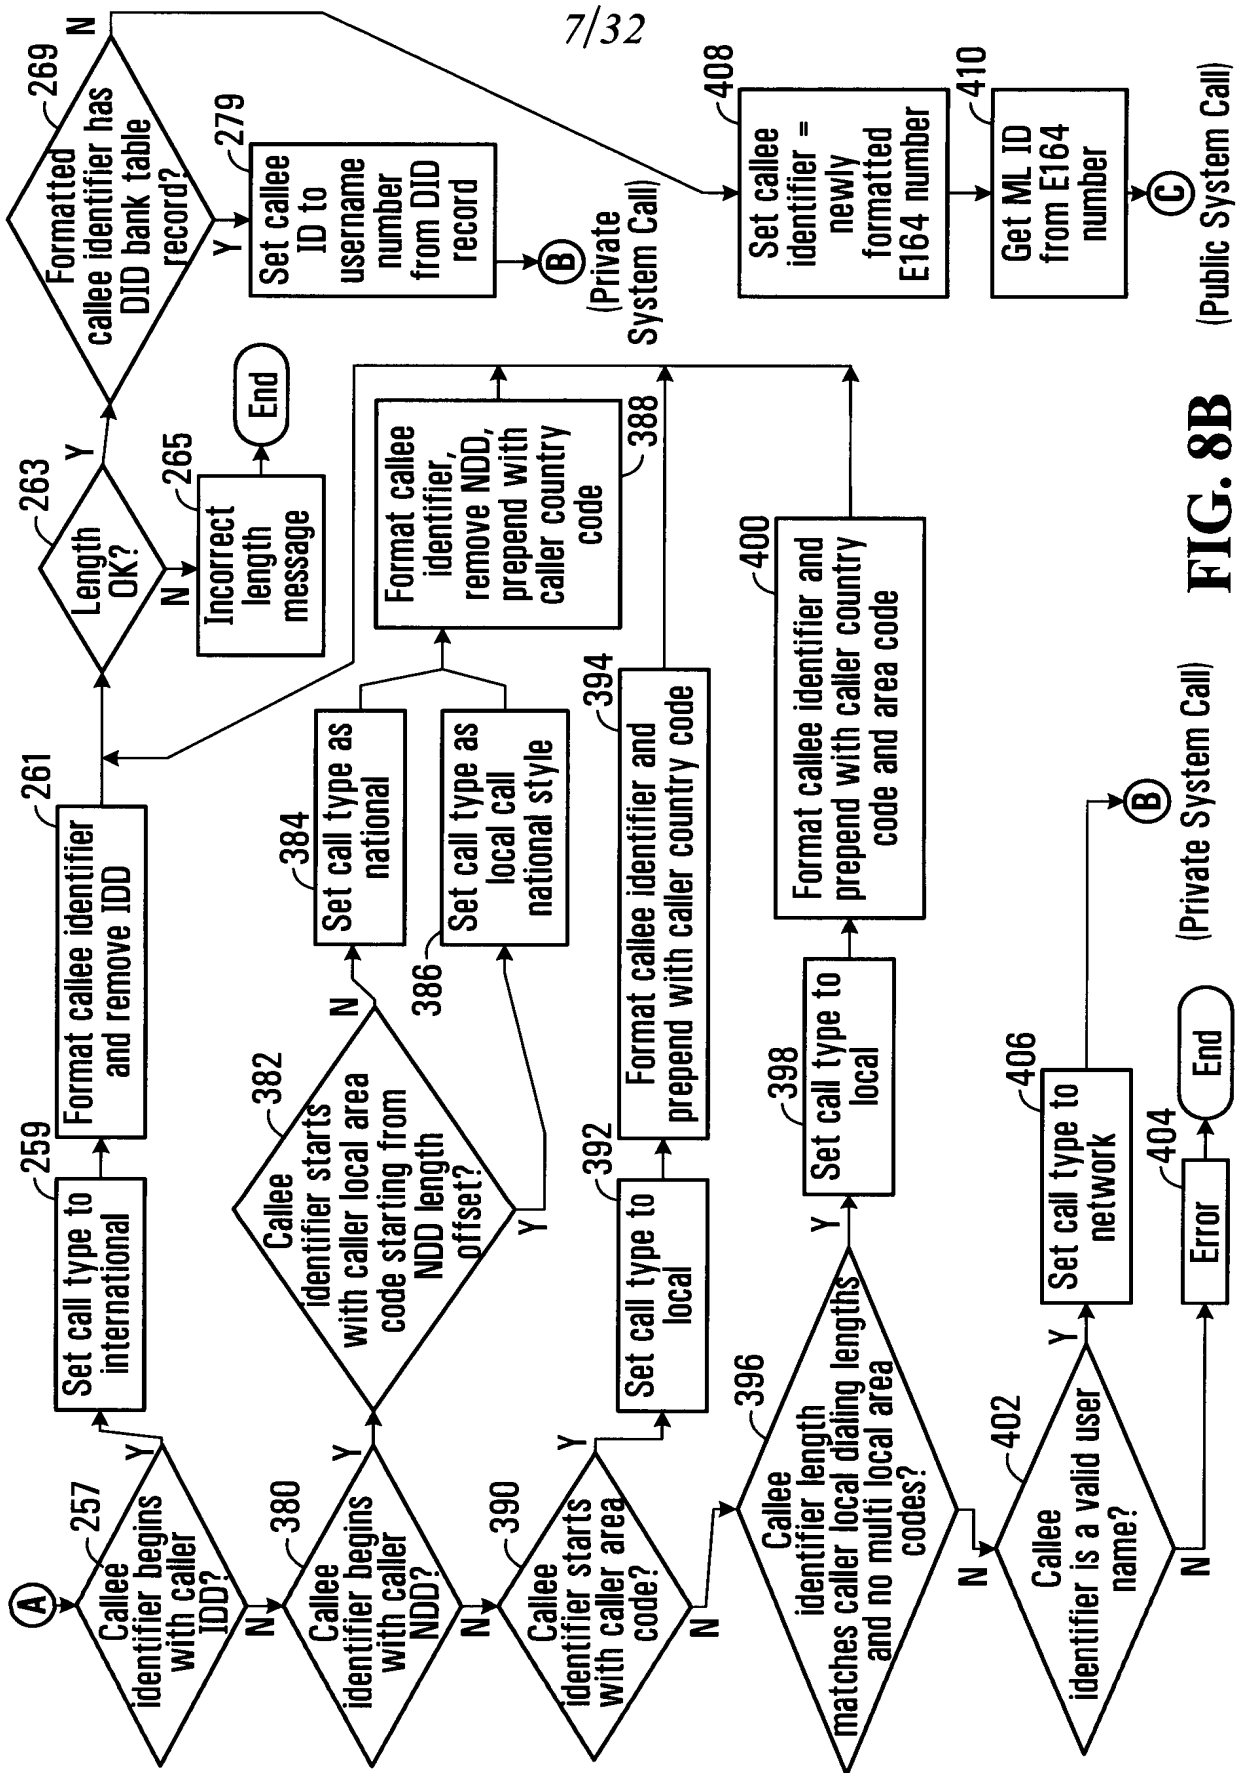 7/32
A
257
Callee
identifier begins
with caller
IDD?
Y
N
259
Set call type to
international
261
Format callee identifier
and remove IDD
263
Length
OK?
Y
N
265
Incorrect
length
message
End
269
Formatted
callee identifier has
DID bank table
record?
N
Y
279
Set callee
ID to
username
number
from DID
record
B
(Private
System Call)
380
Callee
identifier begins
with caller
NDD?
Y
N
382
Callee
identifier starts
with caller local area
code starting from
NDD length
offset?
N
Y
384
Set call type as
national
386
Set call type as
local call
national style
Format callee
identifier,
remove NDD,
prepend with
caller country
code
388
390
Callee
identifier starts
with caller area
code?
Y
N
392
Set call type to
local
394
Format callee identifier and
prepend with caller country code
396
Callee
identifier length
matches caller local dialing lengths
and no multi local area
codes?
Y
N
398
Set call type to
local
400
Format callee identifier and
prepend with caller country
code and area code
402
Callee
identifier is a valid user
name?
Y
N
406
Set call type to
network
B
(Private System Call)
404
Error
End
408
Set callee
identifier =
newly
formatted
E164 number
410
Get ML ID
from E164
number
C
(Public System Call)
FIG. 8B